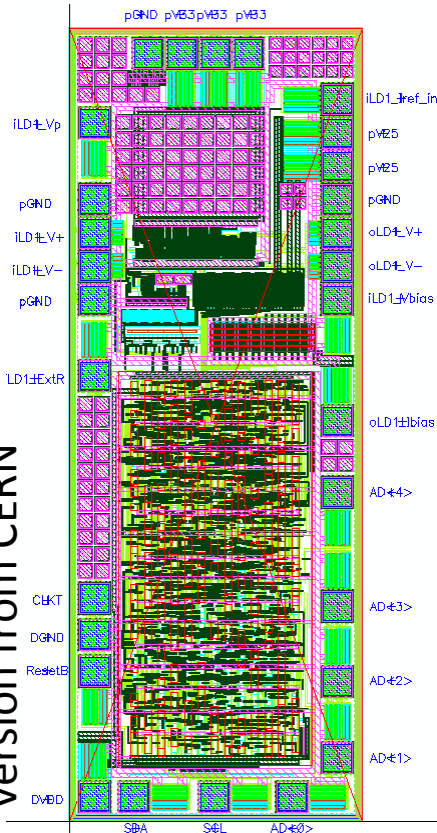 pGND pV33 pV33 pV33
iLD1_Vp
pGND
iLD1_V+
iLD1_V-
pGND
CLKT
DGND
ResetB
DVDD
iLD1_Iref_in
pV25
pV25
pGND
oLD1_V+
oLD1_V-
iLD1_Vbias
oLD1_Ibias
AD<4>
AD<3>
AD<2>
AD<1>
SDA SCL AD<0>
version from CERN